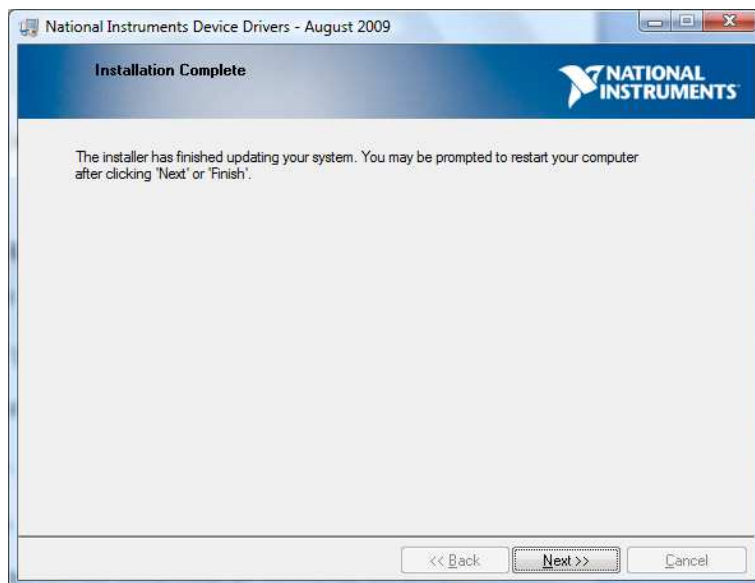 National Instruments Device Drivers - August 2009
Installation Complete
NATIONAL
INSTRUMENTS
The installer has finished updating your system. You may be prompted to restart your computer
after clicking 'Next' or 'Finish'.
<< Back
Next >>
Cancel